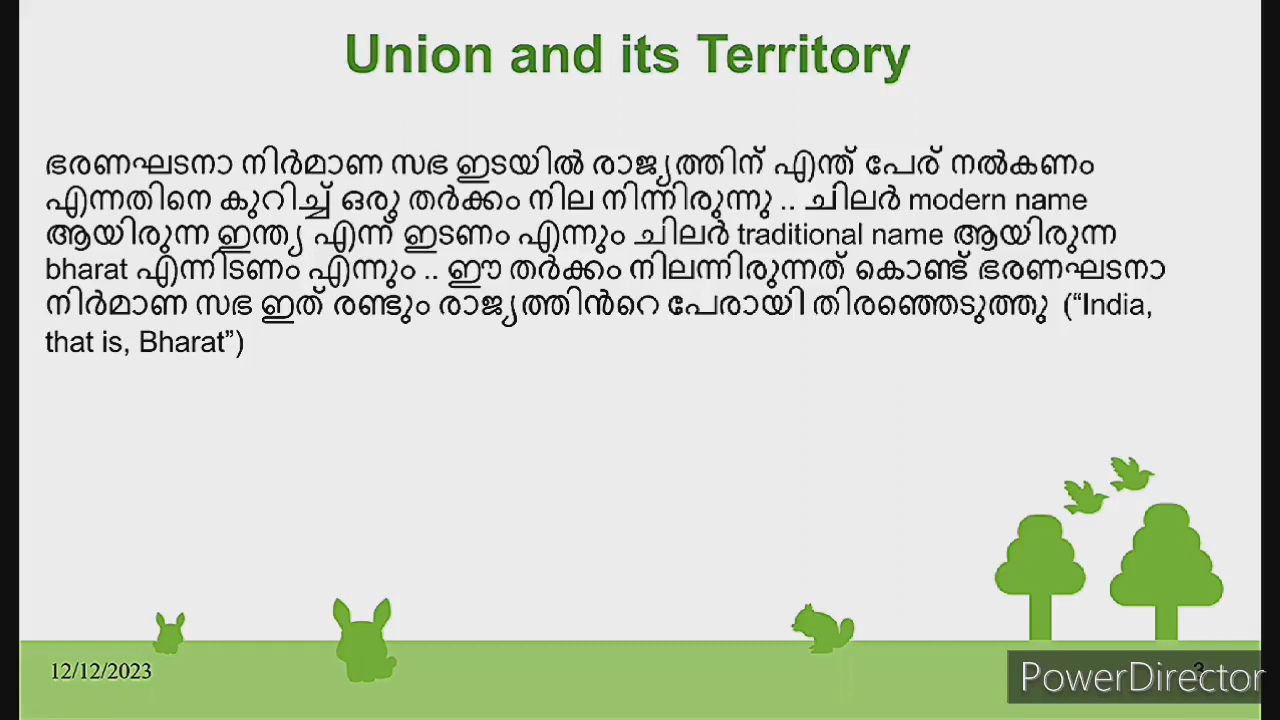 Union and its Territory
ഭരണഘടനാ നിർമാണ സഭ ഇടയിൽ രാജ്യത്തിന് എന്ത് പേര് നൽകണം
എന്നതിനെ കുറിച്ച് ഒരു തർക്കം നില നിന്നിരുന്നു .. ചിലർ modern name
ആയിരുന്ന ഇന്ത്യ എന്ന് ഇടണം എന്നും ചിലർ traditional name ആയിരുന്ന
bharat എന്നിടണം എന്നും .. ഈ തർക്കം നിലന്നിരുന്നത് കൊണ്ട് ഭരണഘടനാ
നിർമാണ സഭ ഇത് രണ്ടും രാജ്യത്തിൻറെ പേരായി തിരഞ്ഞെടുത്തു (“India,
that is, Bharat”)
12/12/2023
3
PowerDirector